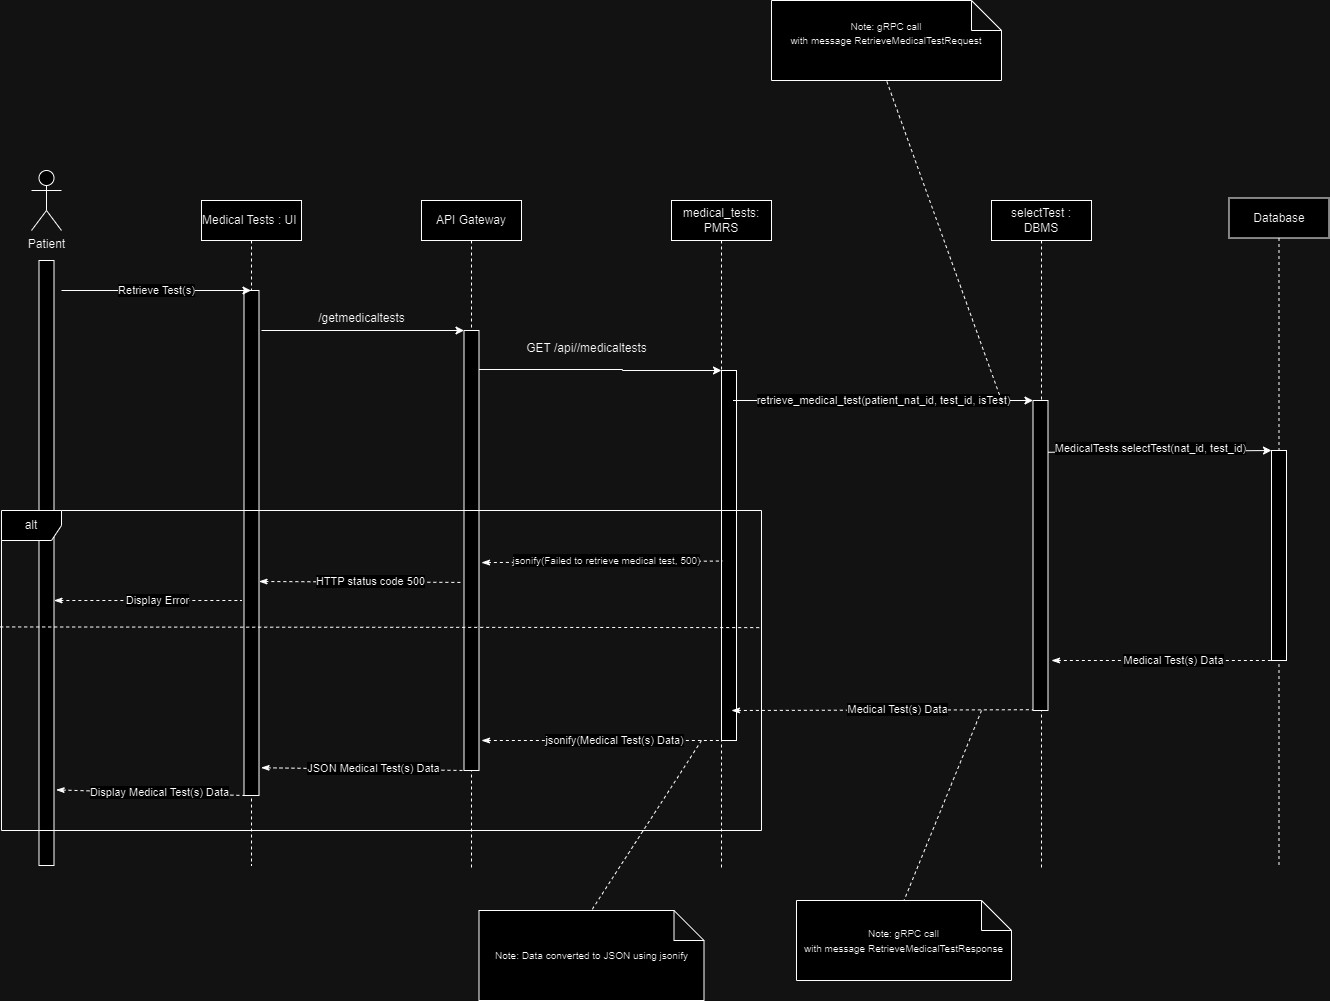 Note: gRPC call
with message RetrieveMedicalTestRequest
Patient
Medical Tests : UI
API Gateway
medical_tests:
PMRS
selectTest :
DBMS
Database
Retrieve Test(s)
/getmedicaltests
GET /api//medicaltests
retrieve_medical_test(patient_nat_id, test_id, isTest)
MedicalTests.selectTest(nat_id, test_id)
alt
jsonify(Failed to retrieve medical test, 500)
HTTP status code 500
Display Error
Medical Test(s) Data
Medical Test(s) Data
jsonify(Medical Test(s) Data)
JSON Medical Test(s) Data
Display Medical Test(s) Data
Note: gRPC call
with message RetrieveMedicalTestResponse
Note: Data converted to JSON using jsonify